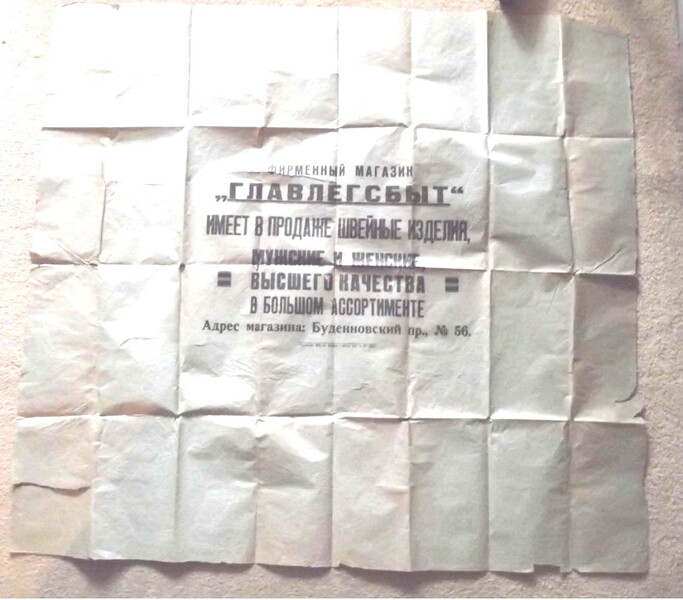 ФИРМЕННЫЙ МАГАЗИН
„ГЛАВЛЕГСБЫТ“
ИМЕЕТ В ПРОДАЖЕ ШВЕЙНЫЕ ИЗДЕЛИЯ,
МУЖСКИЕ И ЖЕНСКИЕ,
ВЫСШЕГО КАЧЕСТВА
В БОЛЬШОМ АССОРТИМЕНТЕ
Адрес магазина: Буденновский пр., № 56.